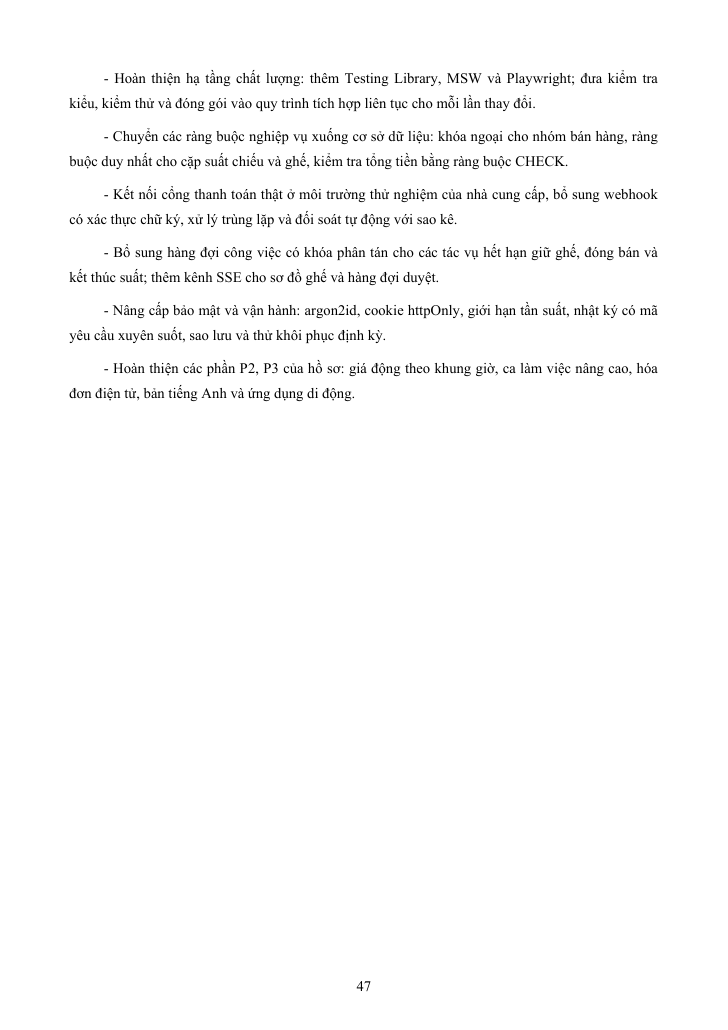 - Hoàn thiện hạ tầng chất lượng: thêm Testing Library, MSW và Playwright; đưa kiểm tra
kiểu, kiểm thử và đóng gói vào quy trình tích hợp liên tục cho mỗi lần thay đổi.
- Chuyển các ràng buộc nghiệp vụ xuống cơ sở dữ liệu: khóa ngoại cho nhóm bán hàng, ràng
buộc duy nhất cho cặp suất chiếu và ghế, kiểm tra tổng tiền bằng ràng buộc CHECK.
- Kết nối cổng thanh toán thật ở môi trường thử nghiệm của nhà cung cấp, bổ sung webhook
có xác thực chữ ký, xử lý trùng lặp và đối soát tự động với sao kê.
- Bổ sung hàng đợi công việc có khóa phân tán cho các tác vụ hết hạn giữ ghế, đóng bán và
kết thúc suất; thêm kênh SSE cho sơ đồ ghế và hàng đợi duyệt.
- Nâng cấp bảo mật và vận hành: argon2id, cookie httpOnly, giới hạn tần suất, nhật ký có mã
yêu cầu xuyên suốt, sao lưu và thử khôi phục định kỳ.
- Hoàn thiện các phần P2, P3 của hồ sơ: giá động theo khung giờ, ca làm việc nâng cao, hóa
đơn điện tử, bản tiếng Anh và ứng dụng di động.
47